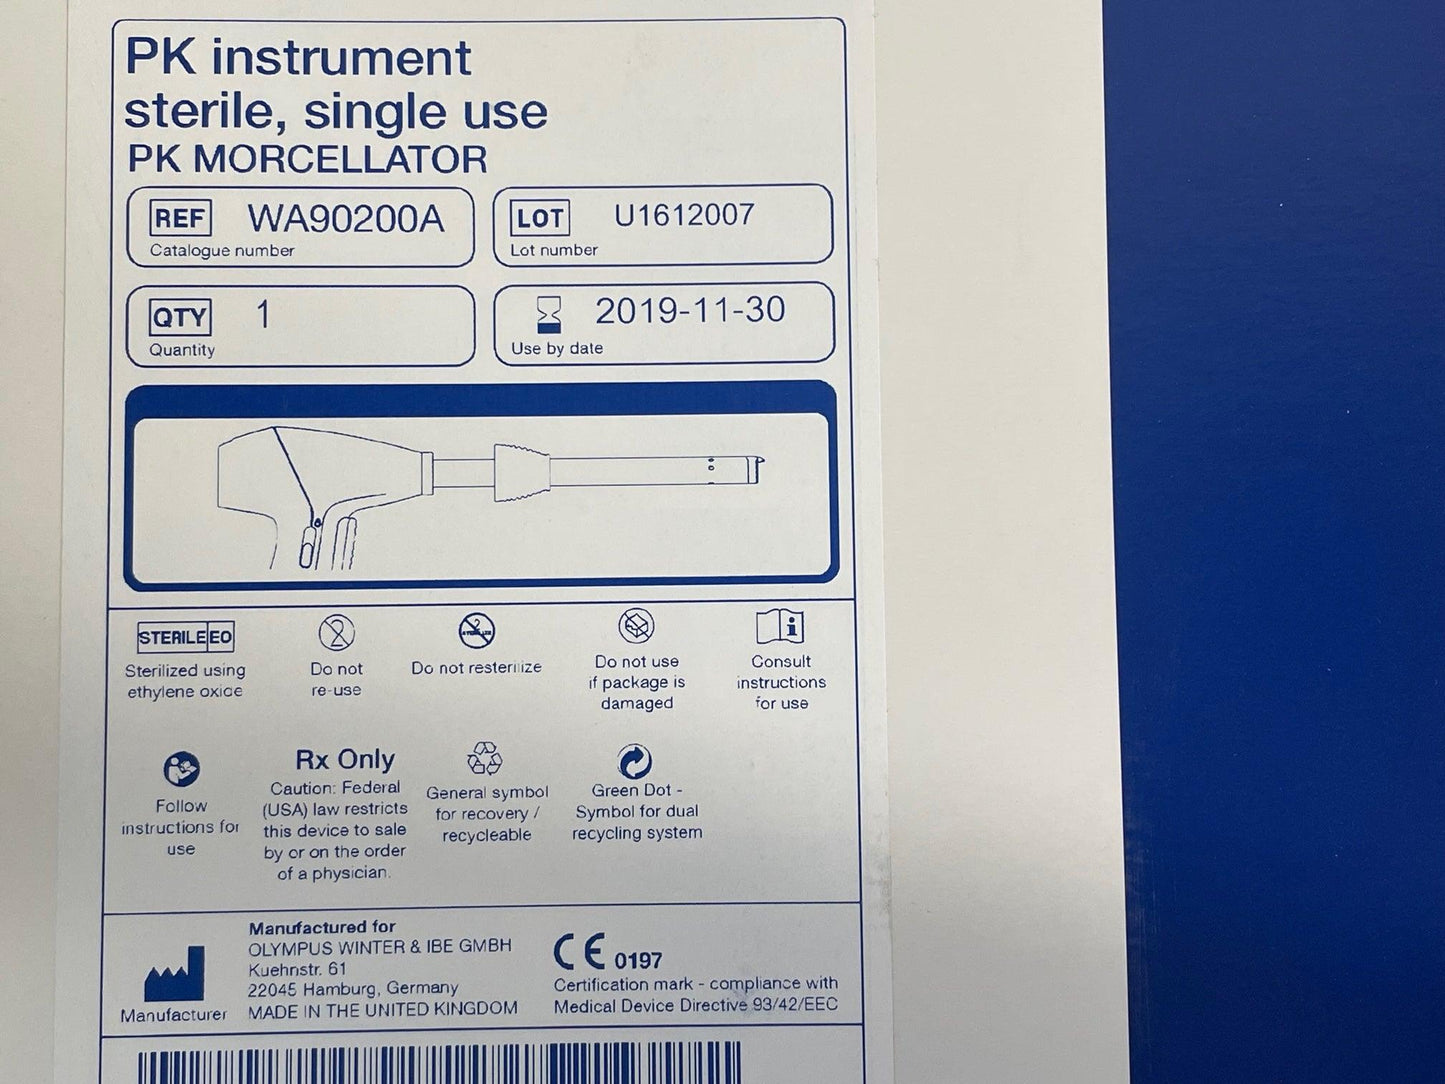 PK instrument
sterile, single use
PK MORCELLATOR
REF WA90200A
Catalogue number
LOT U1612007
Lot number
QTY 1
Quantity
2019-11-30
Use by date
STERILE EO
Sterilized using
ethylene oxide
Do not
re-use
Do not resterilize
Do not use
if package is
damaged
Consult
instructions
for use
Follow
instructions for
use
Rx Only
Caution: Federal
(USA) law restricts
this device to sale
by or on the order
of a physician.
General symbol
for recovery /
recycleable
Green Dot -
Symbol for dual
recycling system
Manufacturer
Manufactured for
OLYMPUS WINTER & IBE GMBH
Kuehnstr. 61
22045 Hamburg, Germany
MADE IN THE UNITED KINGDOM
CE 0197
Certification mark - compliance with
Medical Device Directive 93/42/EEC